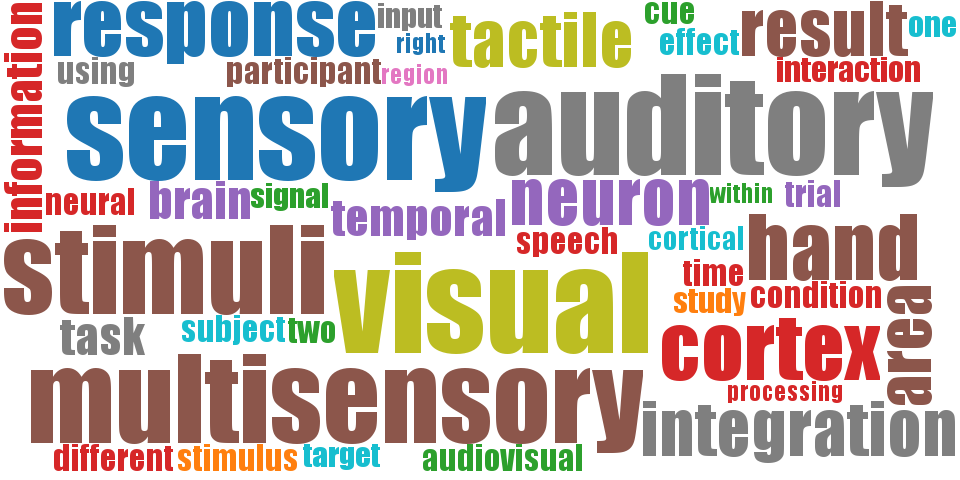 response
input
right
tactile
cue
effect
result
one
using
participant
region
interaction
information
sensory
auditory
neural
brain
signal
temporal
neuron
within
trial
speech
cortical
hand
stimuli
visual
time
study
condition
task
subject
two
cortex
area
multisensory
processing
integration
different
stimulus
target
audiovisual